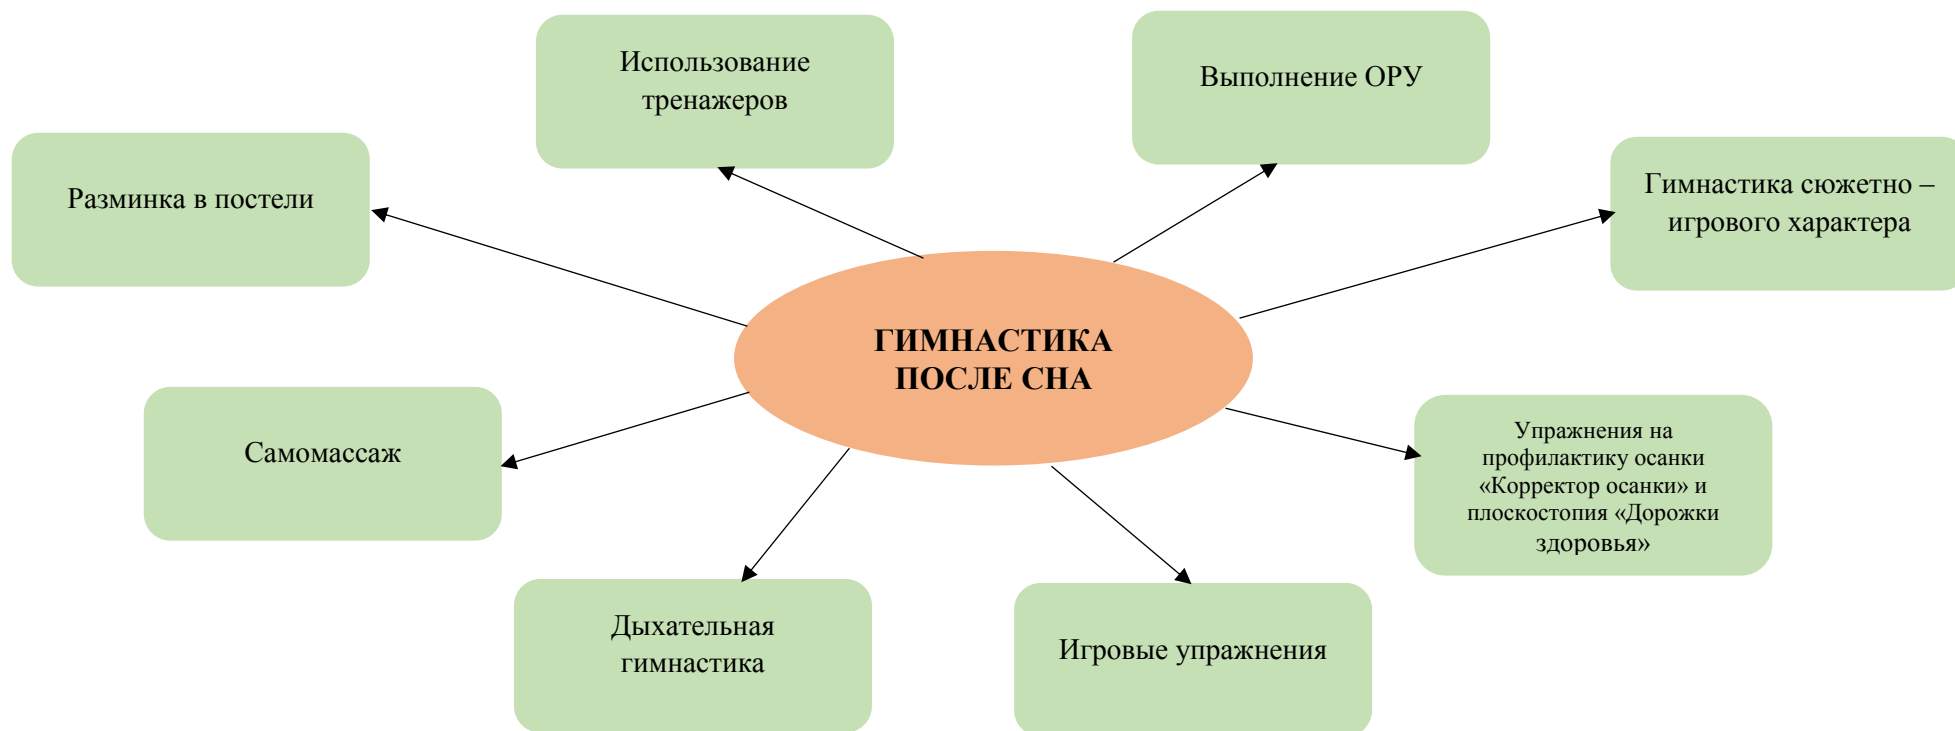 Использование
тренажеров
Выполнение ОРУ
Разминка в постели
Гимнастика сюжетно –
игрового характера
ГИМНАСТИКА
ПОСЛЕ СНА
Самомассаж
Упражнения на
профилактику осанки
«Корректор осанки» и
плоскостопия «Дорожки
здоровья»
Дыхательная
гимнастика
Игровые упражнения